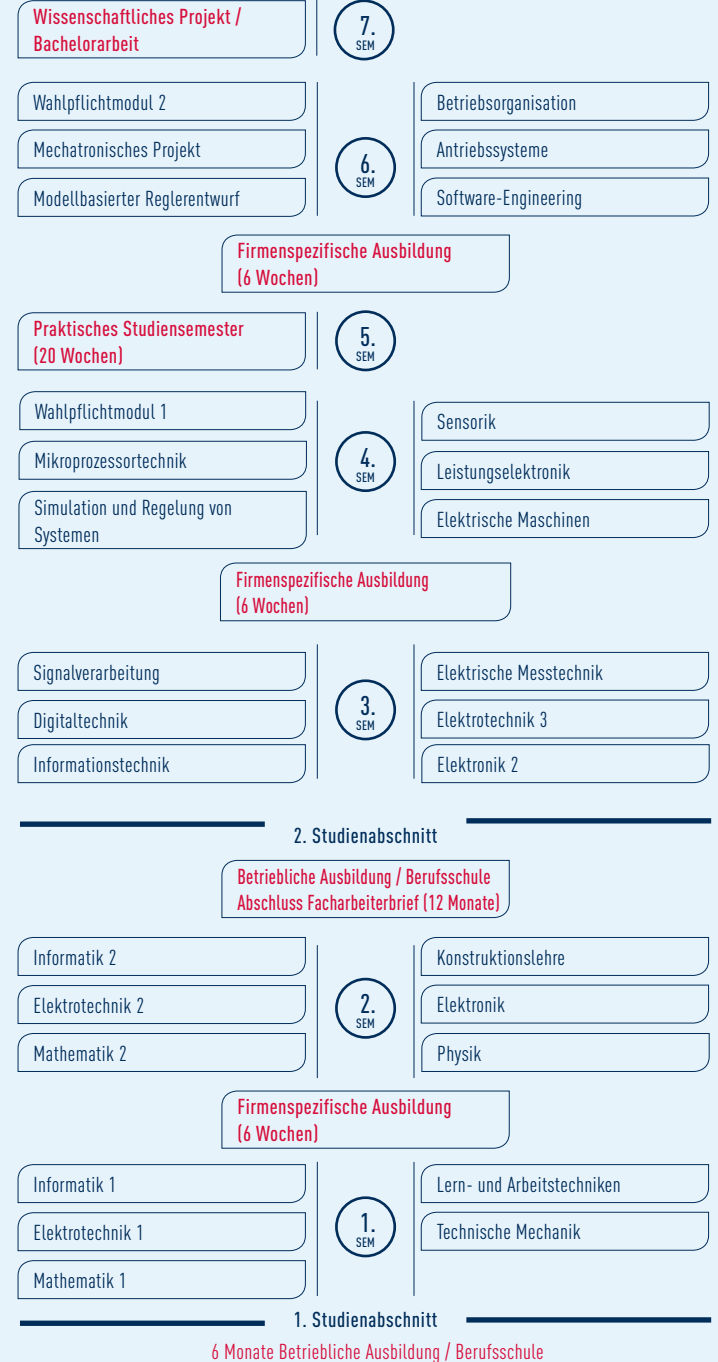 Wissenschaftliches Projekt /
Bachelorarbeit
7.
SEM
Wahlpflichtmodul 2
Mechatronisches Projekt
Modellbasierter Reglerentwurf
6.
SEM
Betriebsorganisation
Antriebssysteme
Software-Engineering
Firmenspezifische Ausbildung
(6 Wochen)
Praktisches Studiensemester
(20 Wochen)
5.
SEM
Wahlpflichtmodul 1
Mikroprozessortechnik
Simulation und Regelung von
Systemen
4.
SEM
Sensorik
Leistungselektronik
Elektrische Maschinen
Firmenspezifische Ausbildung
(6 Wochen)
Signalverarbeitung
Digitaltechnik
Informationstechnik
3.
SEM
Elektrische Messtechnik
Elektrotechnik 3
Elektronik 2
2. Studienabschnitt
Betriebliche Ausbildung / Berufsschule
Abschluss Facharbeiterbrief (12 Monate)
Informatik 2
Elektrotechnik 2
Mathematik 2
2.
SEM
Konstruktionslehre
Elektronik
Physik
Firmenspezifische Ausbildung
(6 Wochen)
Informatik 1
Elektrotechnik 1
Mathematik 1
1.
SEM
Lern- und Arbeitstechniken
Technische Mechanik
1. Studienabschnitt
6 Monate Betriebliche Ausbildung / Berufsschule